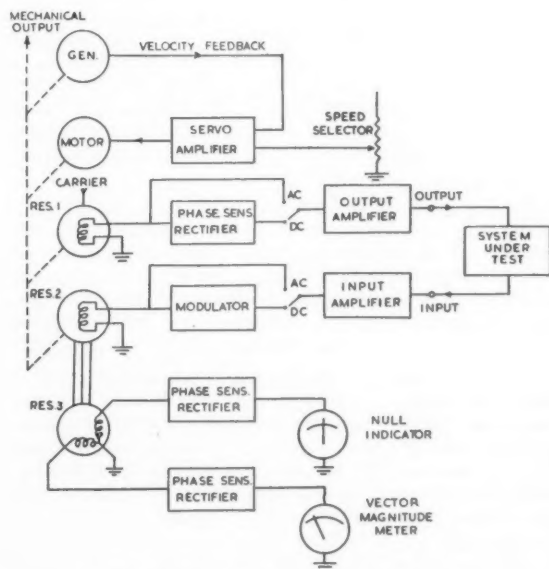 MECHANICAL
OUTPUT
GEN.
VELOCITY FEEDBACK
MOTOR
SERVO
AMPLIFIER
SPEED
SELECTOR
CARRIER
RES. 1
PHASE SENS.
RECTIFIER
AC
DC
OUTPUT
AMPLIFIER
OUTPUT
SYSTEM
UNDER
TEST
RES.2
MODULATOR
AC
DC
INPUT
AMPLIFIER
INPUT
RES.3
PHASE SENS.
RECTIFIER
NULL
INDICATOR
PHASE SENS.
RECTIFIER
VECTOR
MAGNITUDE
METER